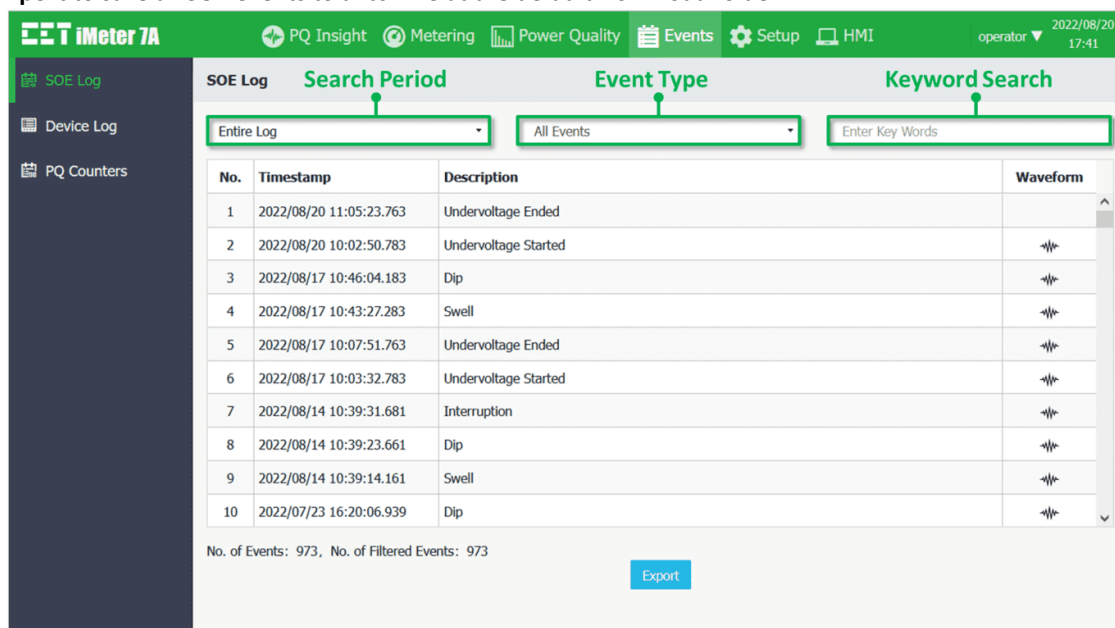 CET iMeter 7A
PQ Insight Metering Power Quality Events Setup HMI operator ▼ 2022/08/20 17:41
SOE Log
Device Log
PQ Counters
SOE Log Search Period Event Type Keyword Search
Entire Log All Events Enter Key Words
No. Timestamp Description Waveform
1 2022/08/20 11:05:23.763 Undervoltage Ended
2 2022/08/20 10:02:50.783 Undervoltage Started
3 2022/08/17 10:46:04.183 Dip
4 2022/08/17 10:43:27.283 Swell
5 2022/08/17 10:07:51.763 Undervoltage Ended
6 2022/08/17 10:03:32.783 Undervoltage Started
7 2022/08/14 10:39:31.681 Interruption
8 2022/08/14 10:39:23.661 Dip
9 2022/08/14 10:39:14.161 Swell
10 2022/07/23 16:20:06.939 Dip
No. of Events: 973, No. of Filtered Events: 973
Export